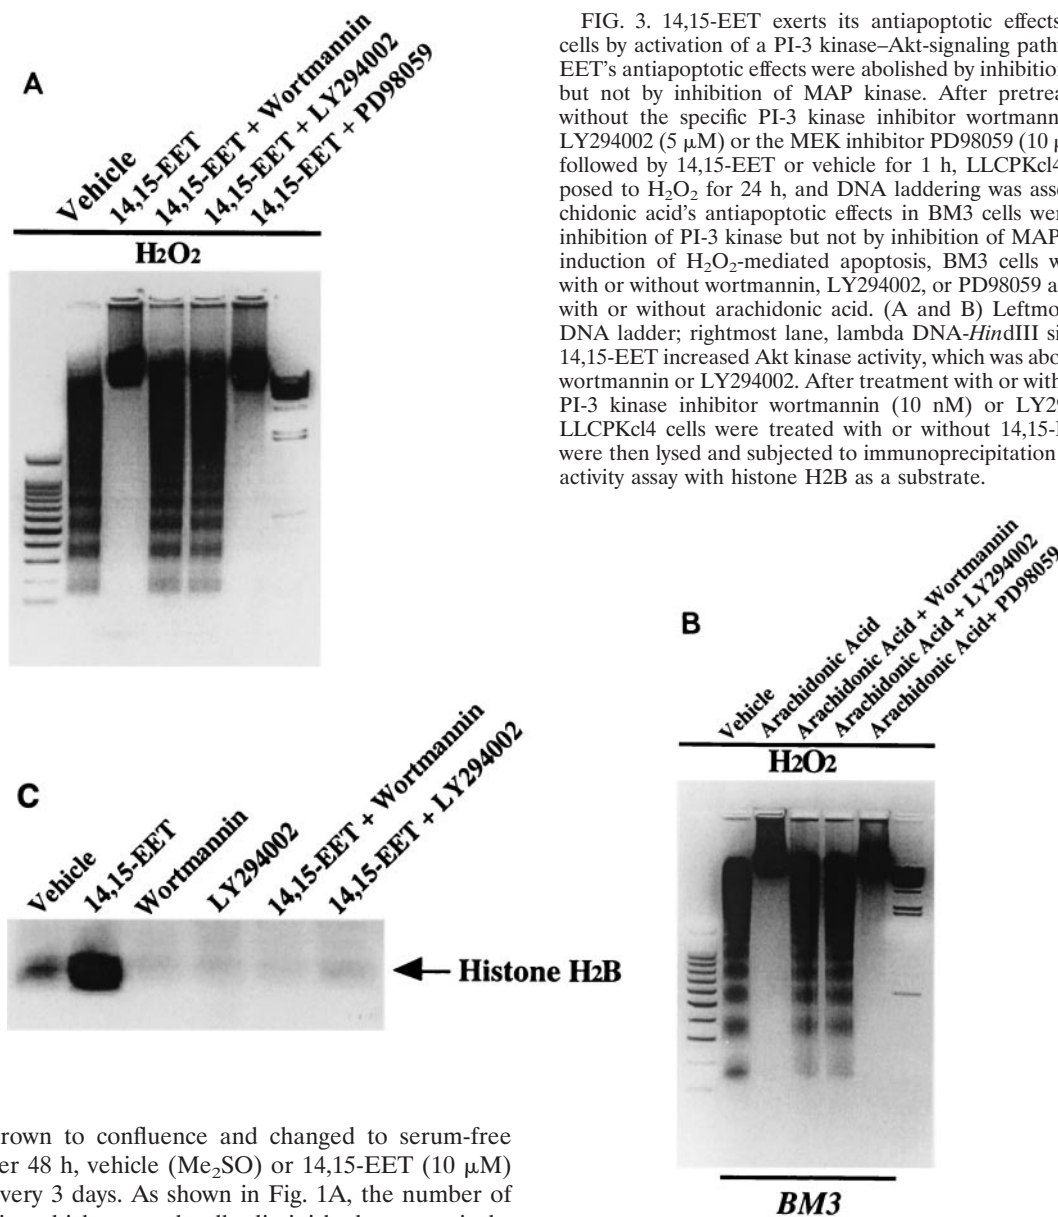 A
Vehicle
14,15-EET
14,15-EET + Wortmannin
14,15-EET + LY294002
14,15-EET + PD98059
H2O2
FIG. 3. 14,15-EET exerts its antiapoptotic effects
cells by activation of a PI-3 kinase–Akt-signaling path
EET's antiapoptotic effects were abolished by inhibition
but not by inhibition of MAP kinase. After pretrea
without the specific PI-3 kinase inhibitor wortmann
LY294002 (5 μM) or the MEK inhibitor PD98059 (10 μ
followed by 14,15-EET or vehicle for 1 h, LLCPKcl4
posed to H₂O₂ for 24 h, and DNA laddering was asse
chidonic acid's antiapoptotic effects in BM3 cells wer
inhibition of PI-3 kinase but not by inhibition of MAP
induction of H₂O₂-mediated apoptosis, BM3 cells w
with or without wortmannin, LY294002, or PD98059 a
with or without arachidonic acid. (A and B) Leftmo
DNA ladder; rightmost lane, lambda DNA-HindIII si
14,15-EET increased Akt kinase activity, which was abo
wortmannin or LY294002. After treatment with or with
PI-3 kinase inhibitor wortmannin (10 nM) or LY29
LLCPKcl4 cells were treated with or without 14,15-E
were then lysed and subjected to immunoprecipitation
activity assay with histone H2B as a substrate.
B
Vehicle
Arachidonic Acid
Arachidonic Acid + Wortmannin
Arachidonic Acid + LY294002
Arachidonic Acid+ PD98059
H2O2
BM3
C
Vehicle
14,15-EET
Wortmannin
LY294002
14,15-EET + Wortmannin
14,15-EET + LY294002
Histone H2B
rown to confluence and changed to serum-free
er 48 h, vehicle (Me₂SO) or 14,15-EET (10 μM)
very 3 days. As shown in Fig. 1A, the number of